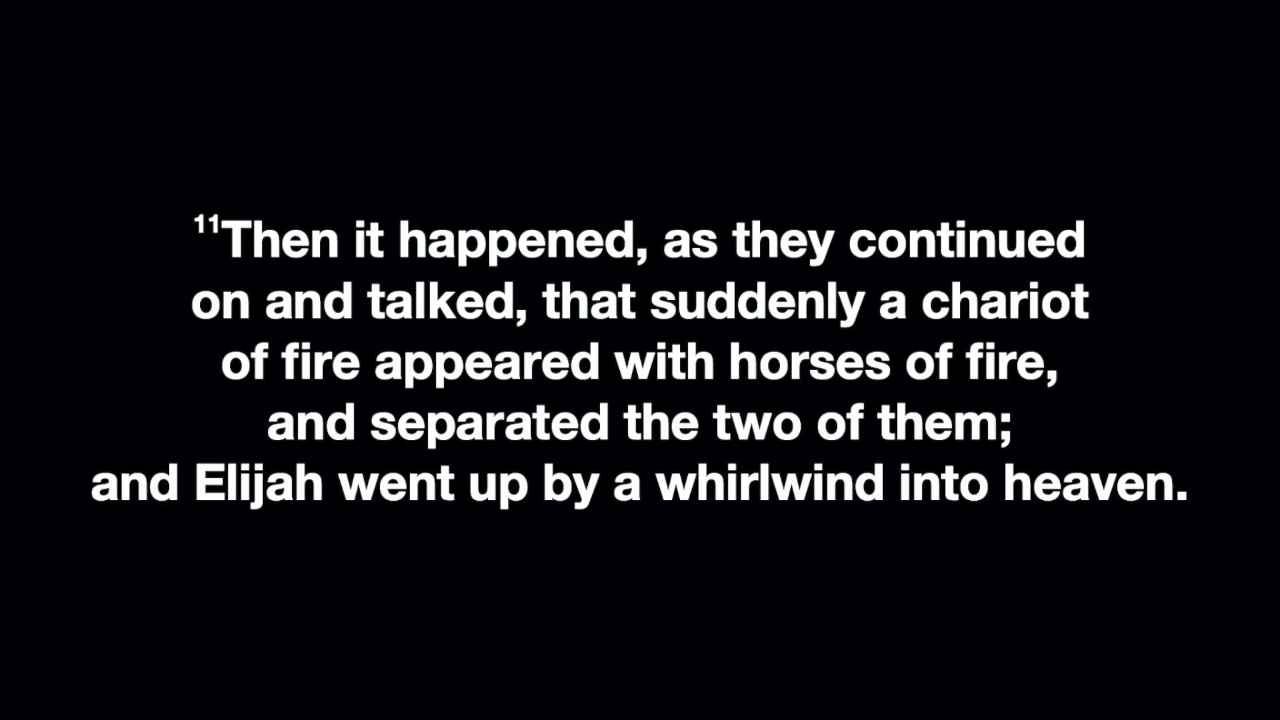 11Then it happened, as they continued
on and talked, that suddenly a chariot
of fire appeared with horses of fire,
and separated the two of them;
and Elijah went up by a whirlwind into heaven.